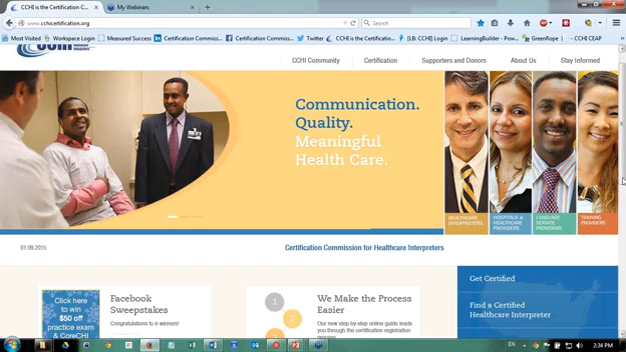 CCHI is the Certification C...
My Webinars
www.cchicertification.org
Search
Most Visited
Workspace Login
Measured Success
Linkedin Commissi...
Certification Commiss...
Twitter
CCHI is the Certificatio...
[LB: CCHI] Login
LearningBuilder - Pow...
GreenRope
- CCHI CEAP
CCHI Community
Certification
Supporters and Donors
About Us
Stay Informed
Communication.
Quality.
Meaningful
Health Care.
HEALTHCARE
INTERPRETERS
HOSPITALS &
HEALTHCARE
PROVIDERS
LANGUAGE
SERVICE
PROVIDERS
TRAINING
PROVIDERS
01.09.2015
Certification Commission for Healthcare Interpreters
Click here
to win
$50 off
practice exam
& CoreCHI
Facebook
Sweepstakes
Congratulations to 6 winners!
1
2
We Make the Process
Easier
Our new step-by-step online guide leads
you through the certification registration
Get Certified
Find a Certified
Healthcare Interpreter
EN
2:34 PM